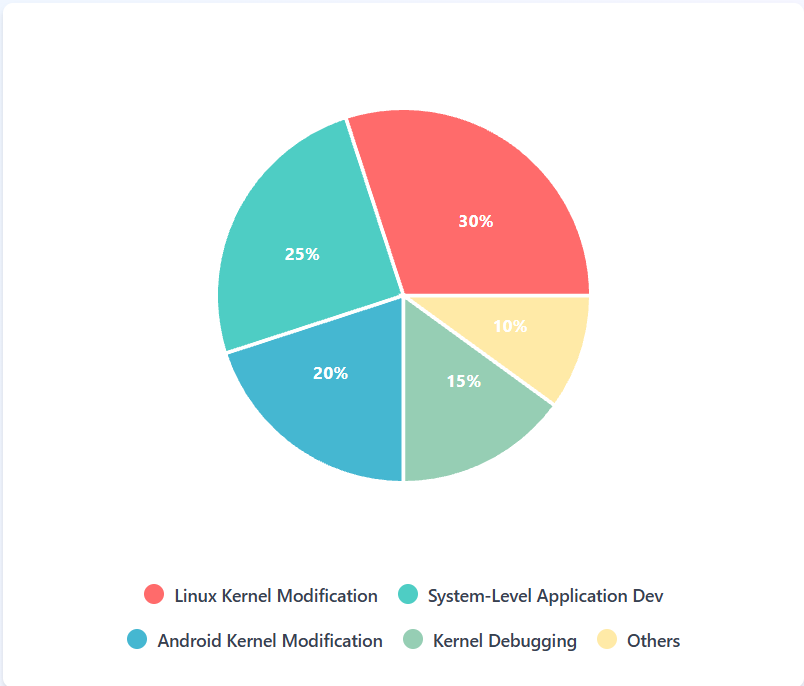 30%
25%
10%
20%
15%
Linux Kernel Modification
System-Level Application Dev
Android Kernel Modification
Kernel Debugging
Others